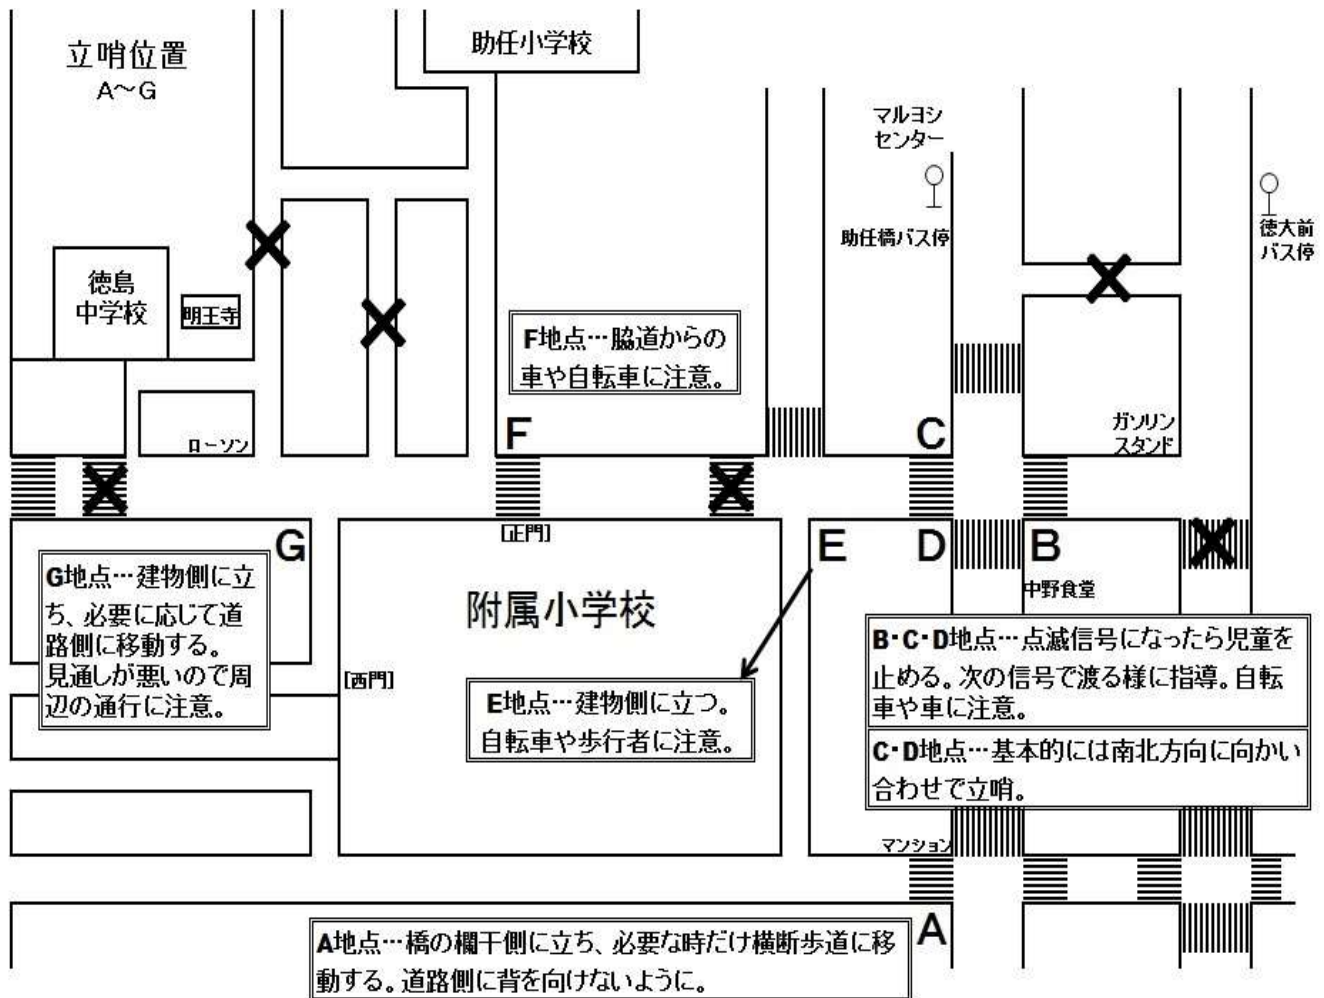 立哨位置
A～G
助任小学校
マルヨシ
センター
助任橋バス停
徳大前
バス停
徳島
中学校
明王寺
F地点…脇道からの
車や自転車に注意。
ローソン
F
C
ガソリン
スタンド
[正門]
G
E
D
B
中野食堂
G地点…建物側に立
ち、必要に応じて道
路側に移動する。
見通しが悪いので周
辺の通行に注意。
附属小学校
[西門]
E地点…建物側に立つ。
自転車や歩行者に注意。
B・C・D地点…点滅信号になったら児童を
止める。次の信号で渡る様に指導。自転
車や車に注意。
C・D地点…基本的には南北方向に向かい
合わせで立哨。
マンション
A
A地点…橋の欄干側に立ち、必要な時だけ横断歩道に移
動する。道路側に背を向けないように。